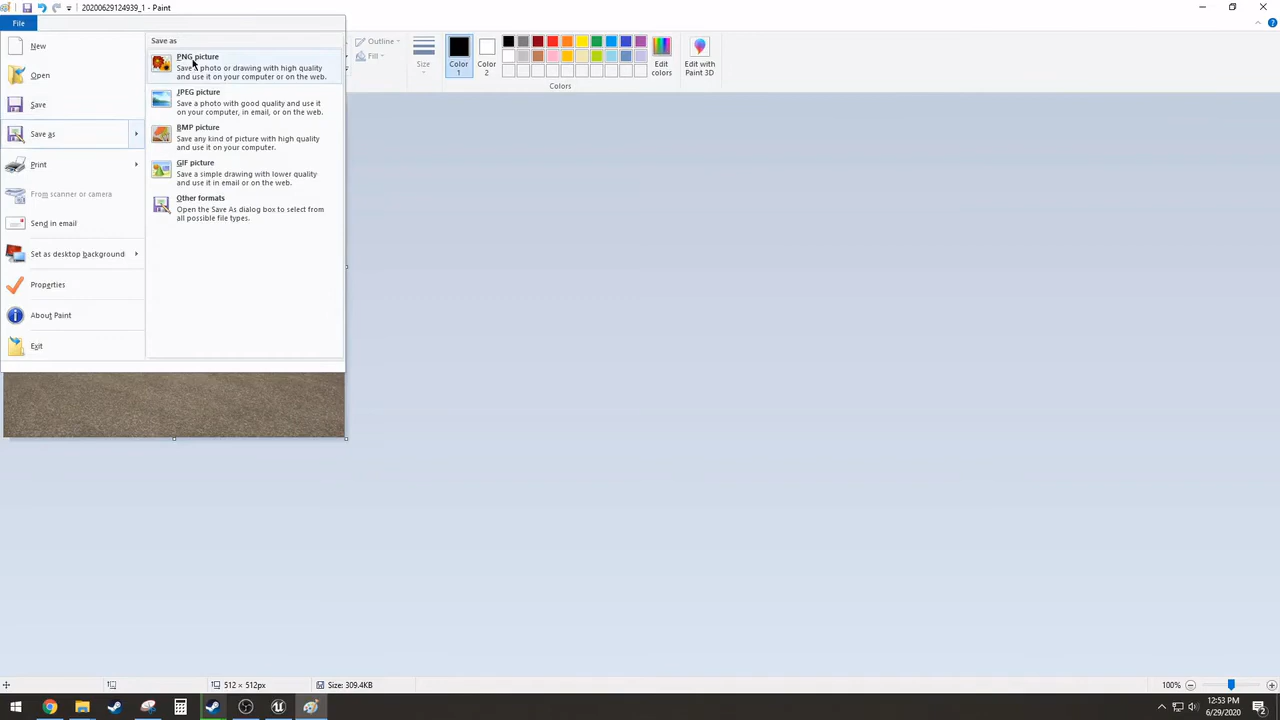 20200629124939_1 - Paint
File
New
Open
Save
Save as
Print
From scanner or camera
Send in email
Set as desktop background
Properties
About Paint
Exit
Save as
PNG picture
Save a photo or drawing with high quality
and use it on your computer or on the web.
JPEG picture
Save a photo with good quality and use it
on your computer, in email, or on the web.
BMP picture
Save any kind of picture with high quality
and use it on your computer.
GIF picture
Save a simple drawing with lower quality
and use it in email or on the web.
Other formats
Open the Save As dialog box to select from
all possible file types.
Outline
Fill
Size
Color
1
Color
2
Edit
colors
Edit with
Paint 3D
Colors
512 × 512px
Size: 309.4KB
100%
12:53 PM
6/29/2020